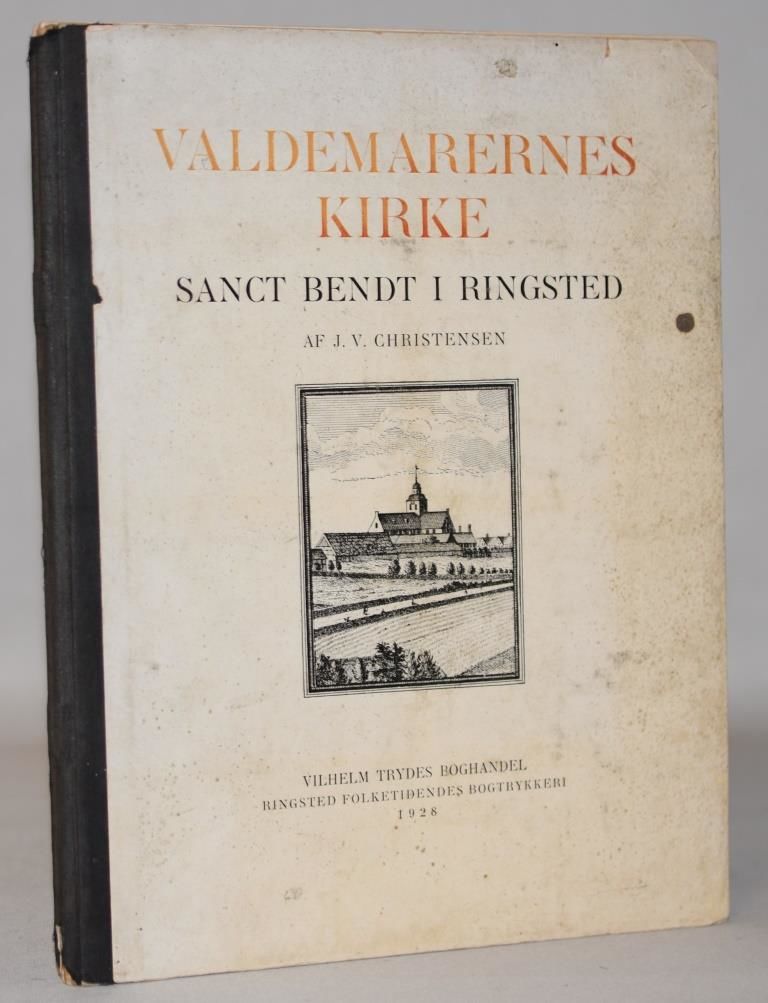 VALDEMARERNES
KIRKE
SANCT BENDT I RINGSTED
AF J. V. CHRISTENSEN
VILHELM TRYDES BOGHANDEL
RINGSTED FOLKETIDENDES BOGTRYKKERI
1928